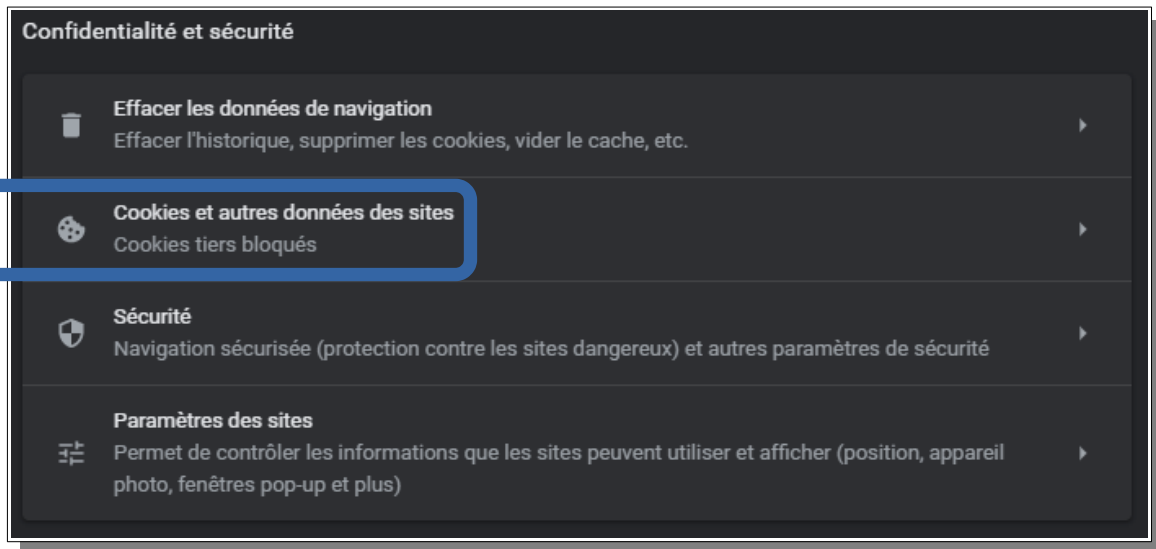 Confidentialité et sécurité
Effacer les données de navigation
Effacer l'historique, supprimer les cookies, vider le cache, etc.
Cookies et autres données des sites
Cookies tiers bloqués
Sécurité
Navigation sécurisée (protection contre les sites dangereux) et autres paramètres de sécurité
Paramètres des sites
Permet de contrôler les informations que les sites peuvent utiliser et afficher (position, appareil
photo, fenêtres pop-up et plus)